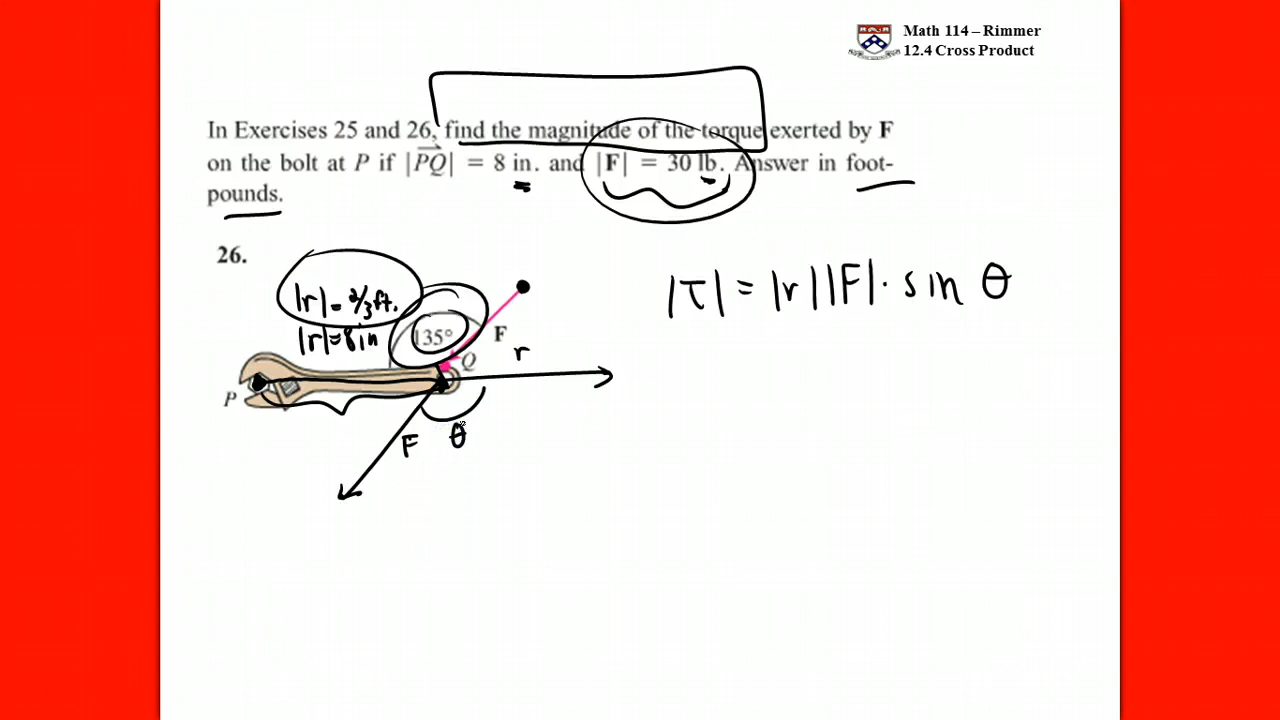 Math 114 – Rimmer
12.4 Cross Product
In Exercises 25 and 26, find the magnitude of the torque exerted by F
on the bolt at P if |PQ| = 8 in. and |F| = 30 lb. Answer in foot-
pounds.
26.
|r| = 2/3 ft.
|r| = 8 in
135°
F
Q
r
P
F
θ
|τ| = |r| |F| · sin θ